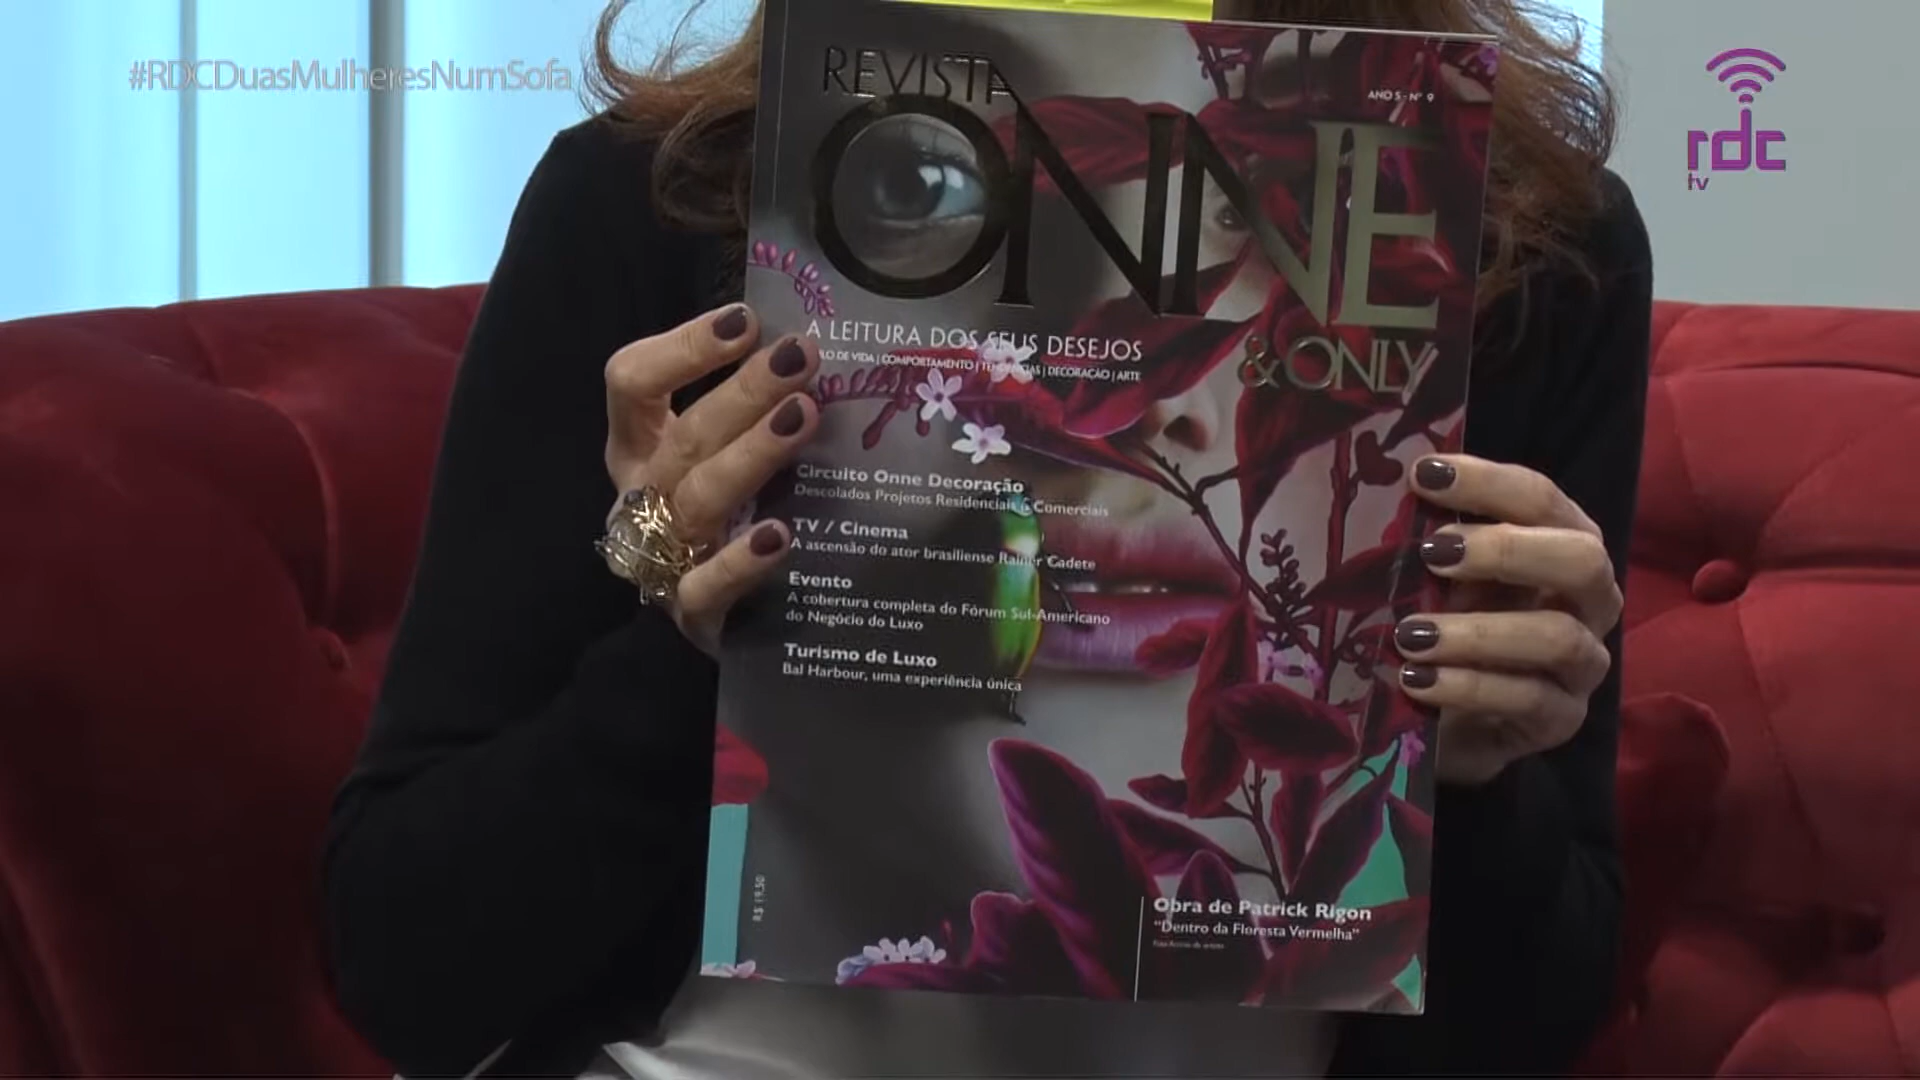 #RDCDuasMulheresNumSofa
rdc
tv
REVISTA
ANO 5 - Nº 9
ONNE
& ONLY
A LEITURA DOS SEUS DESEJOS
DE VIDA | COMPORTAMENTO | TENDÊNCIAS | DECORAÇÃO | ARTE
Circuito Onne Decoração
Descolados Projetos Residenciais e Comerciais
TV / Cinema
A ascensão do ator brasiliense Rainer Cadete
Evento
A cobertura completa do Fórum Sul-Americano
do Negócio do Luxo
Turismo de Luxo
Bal Harbour, uma experiência única
R$ 19,50
Obra de Patrick Rigon
"Dentro da Floresta Vermelha"